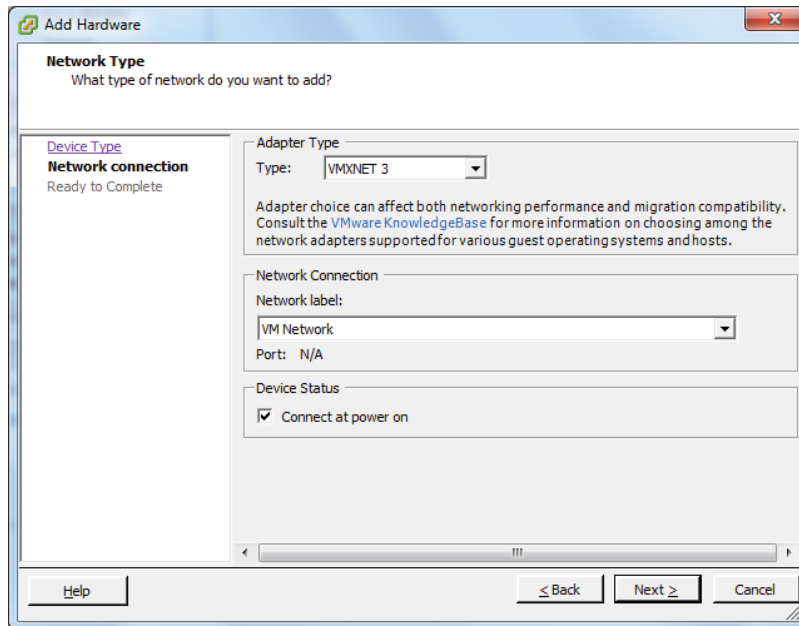 Add Hardware
Network Type
What type of network do you want to add?
Device Type
Network connection
Ready to Complete
Adapter Type
Type: VMXNET 3
Adapter choice can affect both networking performance and migration compatibility.
Consult the VMware KnowledgeBase for more information on choosing among the
network adapters supported for various guest operating systems and hosts.
Network Connection
Network label:
VM Network
Port: N/A
Device Status
Connect at power on
Help
< Back
Next >
Cancel